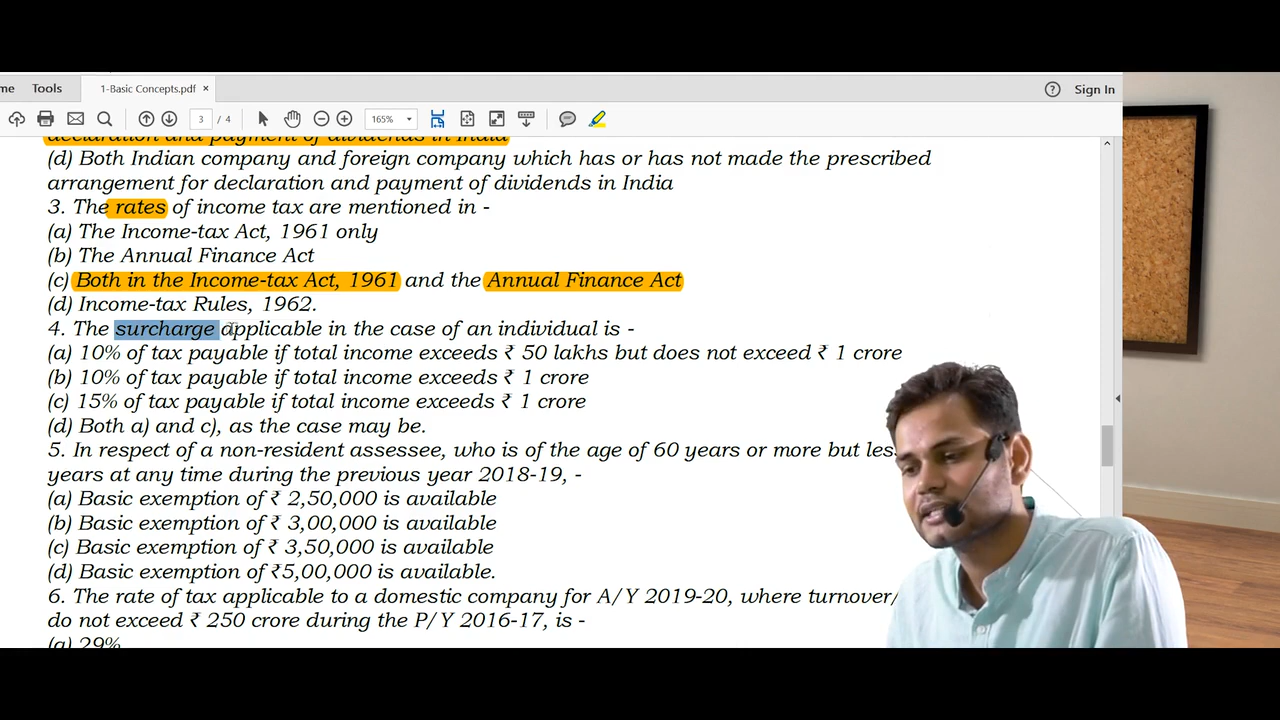 me Tools 1-Basic Concepts.pdf × ? Sign In
3 / 4 165%
declaration and payment of dividends in India
(d) Both Indian company and foreign company which has or has not made the prescribed
arrangement for declaration and payment of dividends in India
3. The rates of income tax are mentioned in -
(a) The Income-tax Act, 1961 only
(b) The Annual Finance Act
(c) Both in the Income-tax Act, 1961 and the Annual Finance Act
(d) Income-tax Rules, 1962.
4. The surcharge applicable in the case of an individual is -
(a) 10% of tax payable if total income exceeds ₹ 50 lakhs but does not exceed ₹ 1 crore
(b) 10% of tax payable if total income exceeds ₹ 1 crore
(c) 15% of tax payable if total income exceeds ₹ 1 crore
(d) Both a) and c), as the case may be.
5. In respect of a non-resident assessee, who is of the age of 60 years or more but les
years at any time during the previous year 2018-19, -
(a) Basic exemption of ₹ 2,50,000 is available
(b) Basic exemption of ₹ 3,00,000 is available
(c) Basic exemption of ₹ 3,50,000 is available
(d) Basic exemption of ₹5,00,000 is available.
6. The rate of tax applicable to a domestic company for A/Y 2019-20, where turnover/
do not exceed ₹ 250 crore during the P/Y 2016-17, is -
(a) 29%